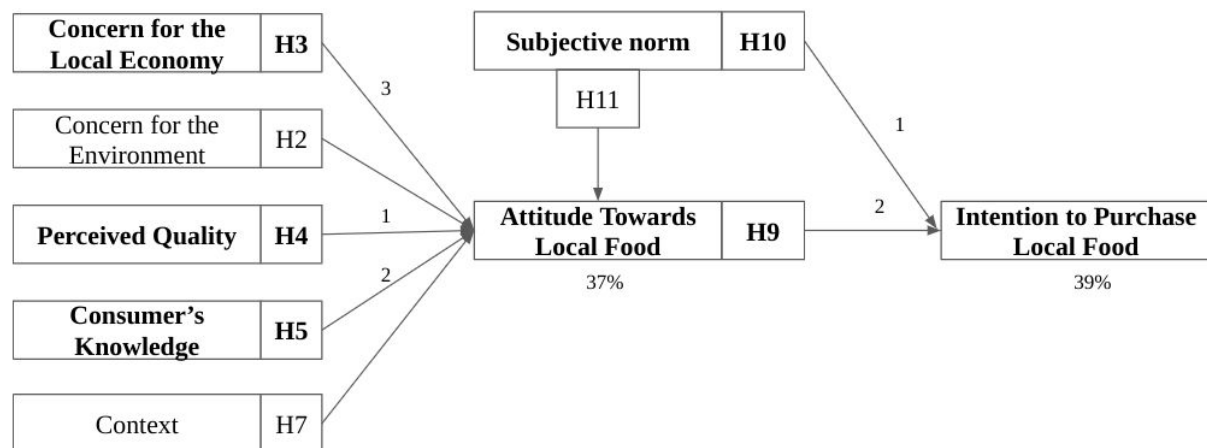 Concern for the
Local Economy
H3
Subjective norm
H10
3
H11
Concern for the
Environment
H2
1
Perceived Quality
H4
1
Attitude Towards
Local Food
H9
2
Intention to Purchase
Local Food
37%
39%
2
Consumer’s
Knowledge
H5
Context
H7